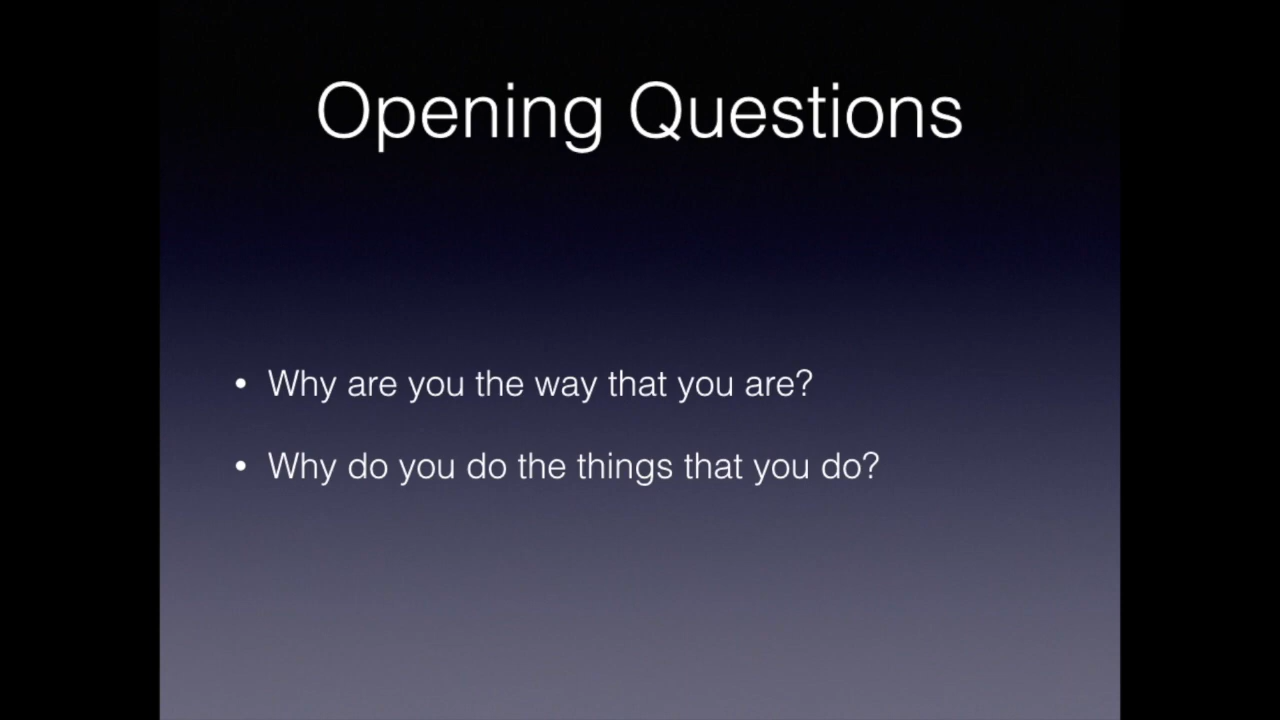 Opening Questions
• Why are you the way that you are?
• Why do you do the things that you do?